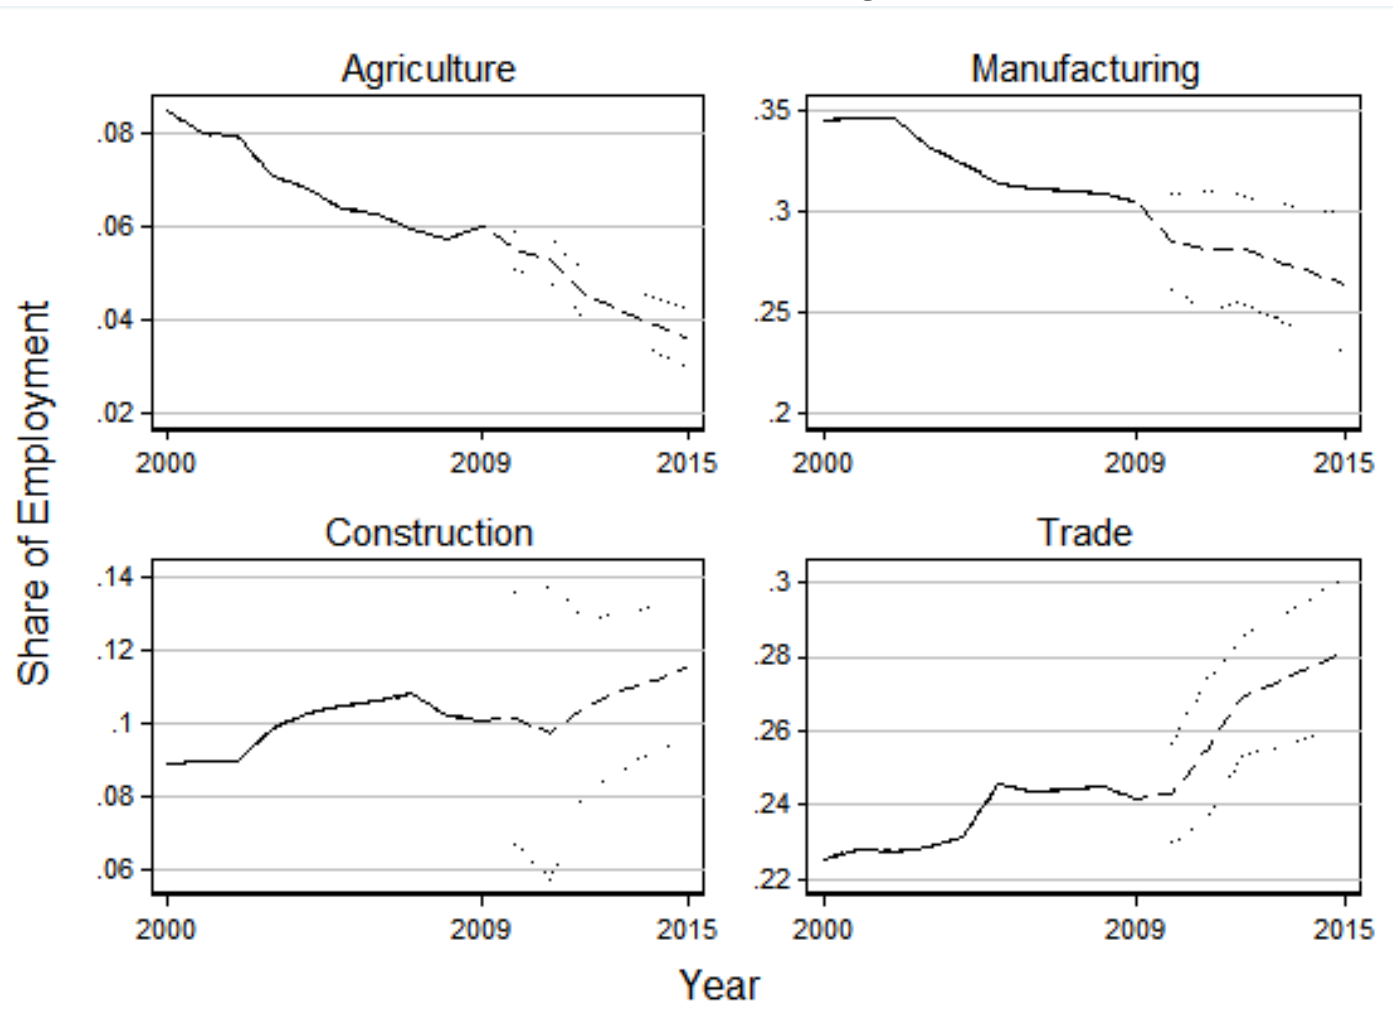 Agriculture
Manufacturing
.08
.06
.04
.02
2000 2009 2015
.35
.3
.25
.2
2000 2009 2015
Share of Employment
Construction
Trade
.14
.12
.1
.08
.06
2000 2009 2015
.3
.28
.26
.24
.22
2000 2009 2015
Year